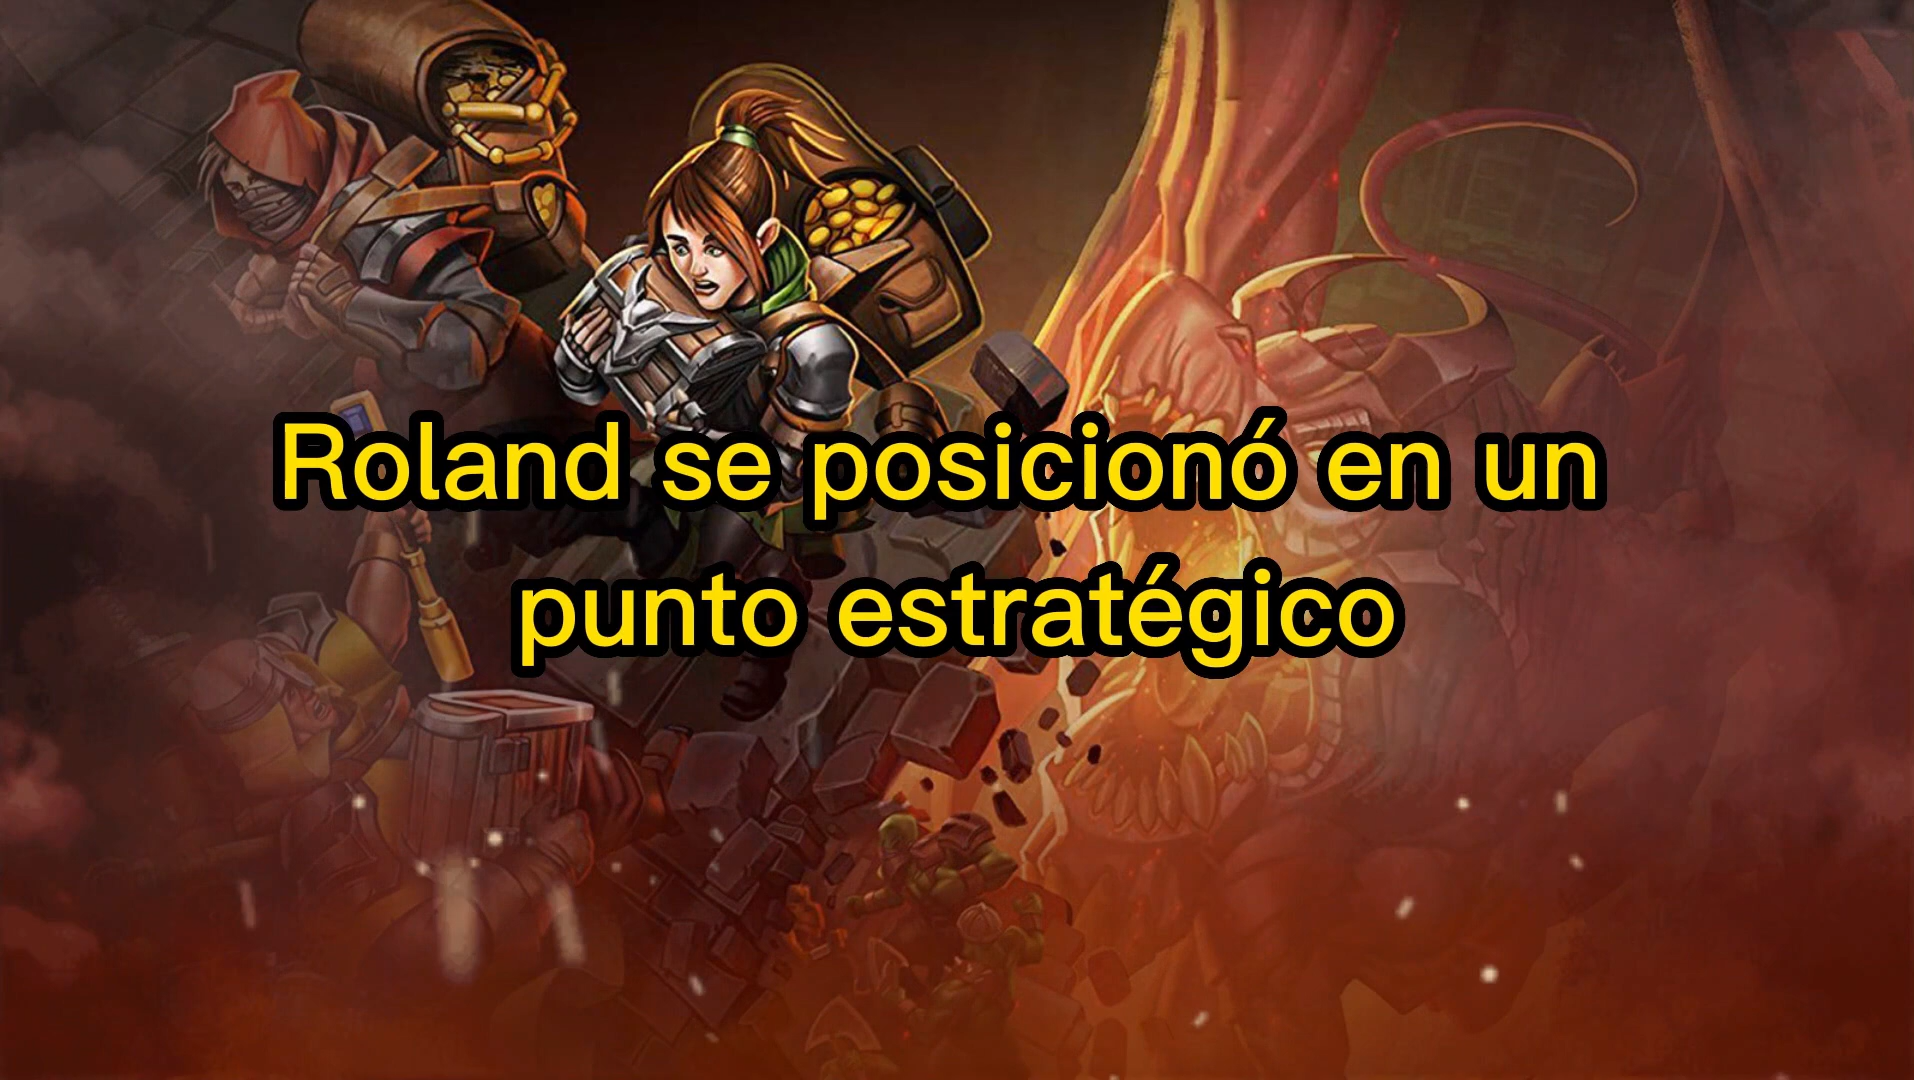 Roland se posicionó en un
punto estratégico